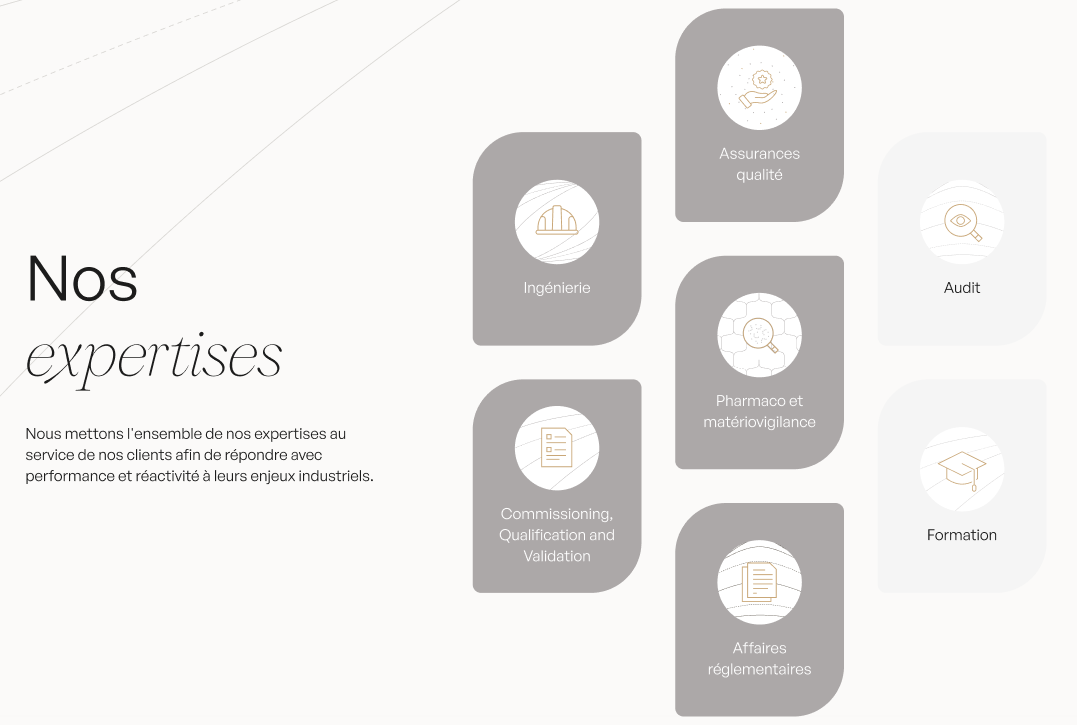 Nos
expertises
Nous mettons l'ensemble de nos expertises au
service de nos clients afin de répondre avec
performance et réactivité à leurs enjeux industriels.
Ingénierie
Commissioning,
Qualification and
Validation
Assurances
qualité
Pharmaco et
matériovigilance
Affaires
réglementaires
Audit
Formation